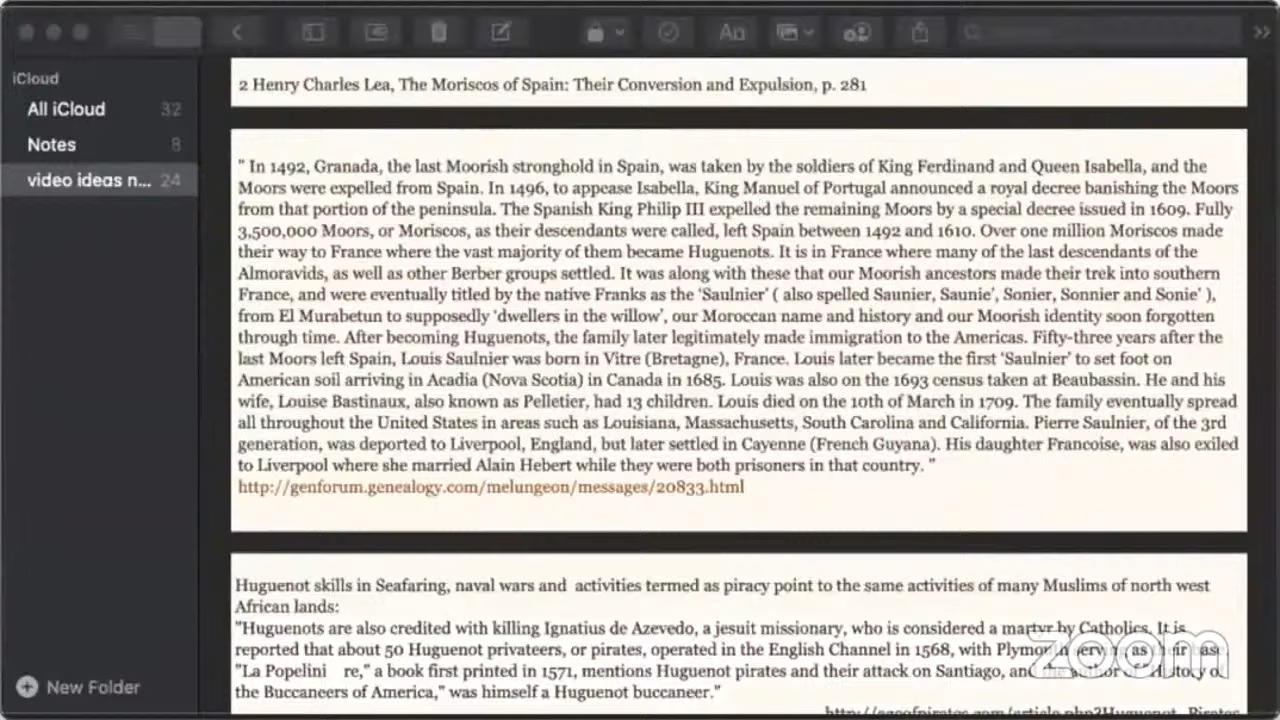 iCloud
All iCloud 32
Notes 8
video ideas n... 24
New Folder
2 Henry Charles Lea, The Moriscos of Spain: Their Conversion and Expulsion, p. 281
" In 1492, Granada, the last Moorish stronghold in Spain, was taken by the soldiers of King Ferdinand and Queen Isabella, and the
Moors were expelled from Spain. In 1496, to appease Isabella, King Manuel of Portugal announced a royal decree banishing the Moors
from that portion of the peninsula. The Spanish King Philip III expelled the remaining Moors by a special decree issued in 1609. Fully
3,500,000 Moors, or Moriscos, as their descendants were called, left Spain between 1492 and 1610. Over one million Moriscos made
their way to France where the vast majority of them became Huguenots. It is in France where many of the last descendants of the
Almoravids, as well as other Berber groups settled. It was along with these that our Moorish ancestors made their trek into southern
France, and were eventually titled by the native Franks as the 'Saulnier' ( also spelled Saunier, Saunie', Sonier, Sonnier and Sonie' ),
from El Murabetun to supposedly 'dwellers in the willow', our Moroccan name and history and our Moorish identity soon forgotten
through time. After becoming Huguenots, the family later legitimately made immigration to the Americas. Fifty-three years after the
last Moors left Spain, Louis Saulnier was born in Vitre (Bretagne), France. Louis later became the first 'Saulnier' to set foot on
American soil arriving in Acadia (Nova Scotia) in Canada in 1685. Louis was also on the 1693 census taken at Beaubassin. He and his
wife, Louise Bastinaux, also known as Pelletier, had 13 children. Louis died on the 10th of March in 1709. The family eventually spread
all throughout the United States in areas such as Louisiana, Massachusetts, South Carolina and California. Pierre Saulnier, of the 3rd
generation, was deported to Liverpool, England, but later settled in Cayenne (French Guyana). His daughter Francoise, was also exiled
to Liverpool where she married Alain Hebert while they were both prisoners in that country. "
http://genforum.genealogy.com/melungeon/messages/20833.html
Huguenot skills in Seafaring, naval wars and activities termed as piracy point to the same activities of many Muslims of north west
African lands:
"Huguenots are also credited with killing Ignatius de Azevedo, a jesuit missionary, who is considered a martyr by Catholics. It is
reported that about 50 Huguenot privateers, or pirates, operated in the English Channel in 1568, with
"La Popelini re," a book first printed in 1571, mentions Huguenot pirates and their attack on Santiago, and
the Buccaneers of America," was himself a Huguenot buccaneer."
zoom